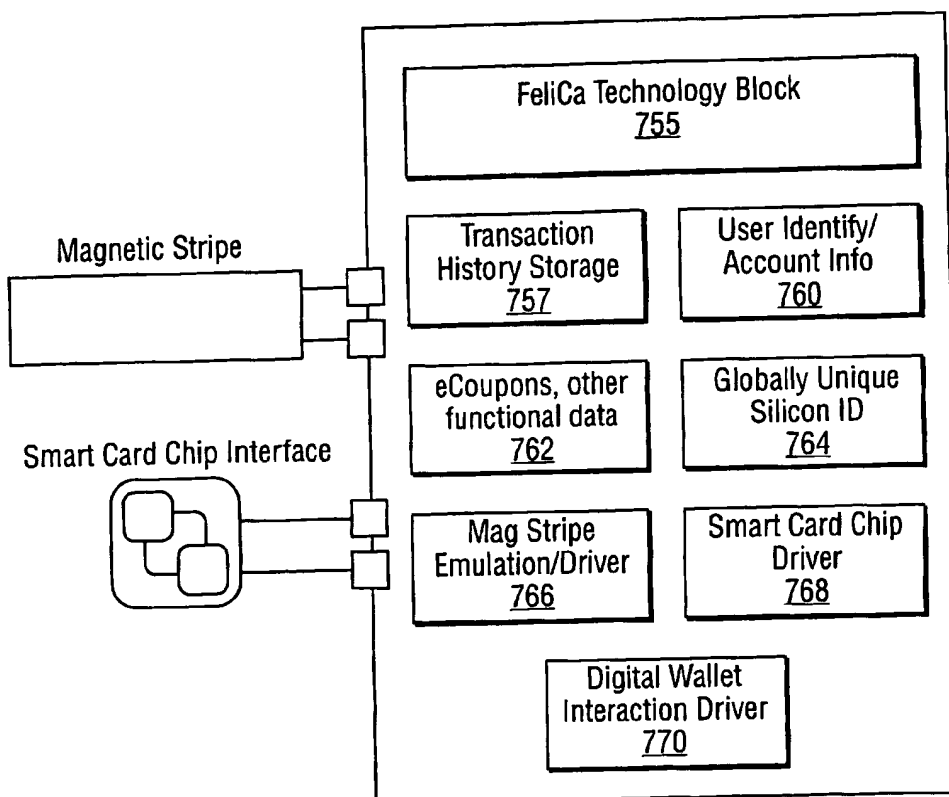 FeliCa Technology Block
755
Magnetic Stripe
Transaction
History Storage
757
User Identify/
Account Info
760
eCoupons, other
functional data
762
Globally Unique
Silicon ID
764
Smart Card Chip Interface
Mag Stripe
Emulation/Driver
766
Smart Card Chip
Driver
768
Digital Wallet
Interaction Driver
770